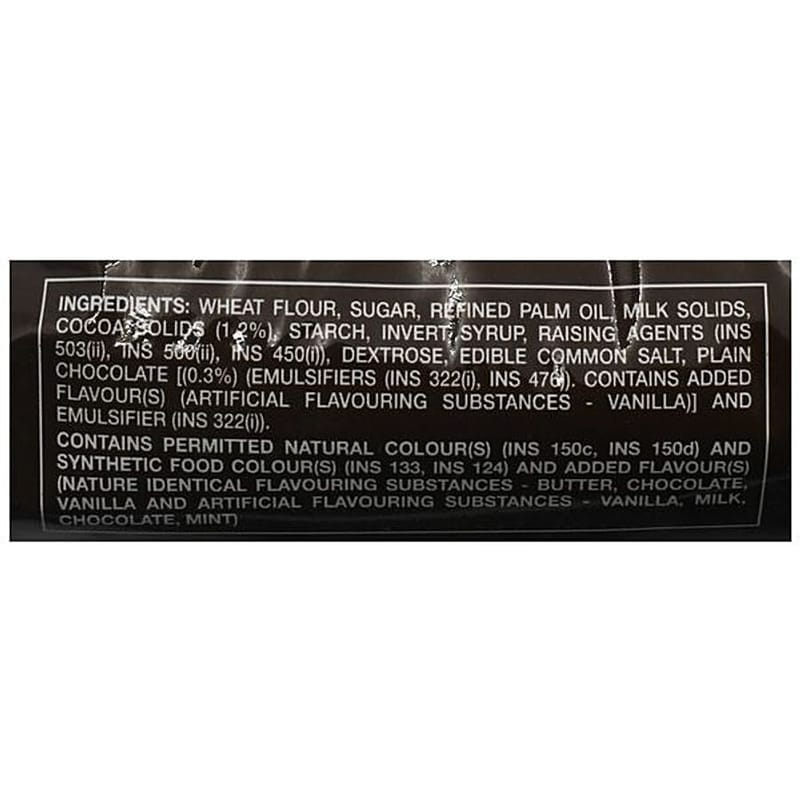 INGREDIENTS: WHEAT FLOUR, SUGAR, REFINED PALM OIL, MILK SOLIDS,
COCOA SOLIDS (1.2%), STARCH, INVERT SYRUP, RAISING AGENTS (INS
503(ii), INS 500(ii), INS 450(i)), DEXTROSE, EDIBLE COMMON SALT, PLAIN
CHOCOLATE [(0.3%) (EMULSIFIERS (INS 322(i), INS 476)). CONTAINS ADDED
FLAVOUR(S) (ARTIFICIAL FLAVOURING SUBSTANCES - VANILLA)] AND
EMULSIFIER (INS 322(i)).
CONTAINS PERMITTED NATURAL COLOUR(S) (INS 150c, INS 150d) AND
SYNTHETIC FOOD COLOUR(S) (INS 133, INS 124) AND ADDED FLAVOUR(S)
(NATURE IDENTICAL FLAVOURING SUBSTANCES - BUTTER, CHOCOLATE,
VANILLA AND ARTIFICIAL FLAVOURING SUBSTANCES - VANILLA, MILK,
CHOCOLATE, MINT)